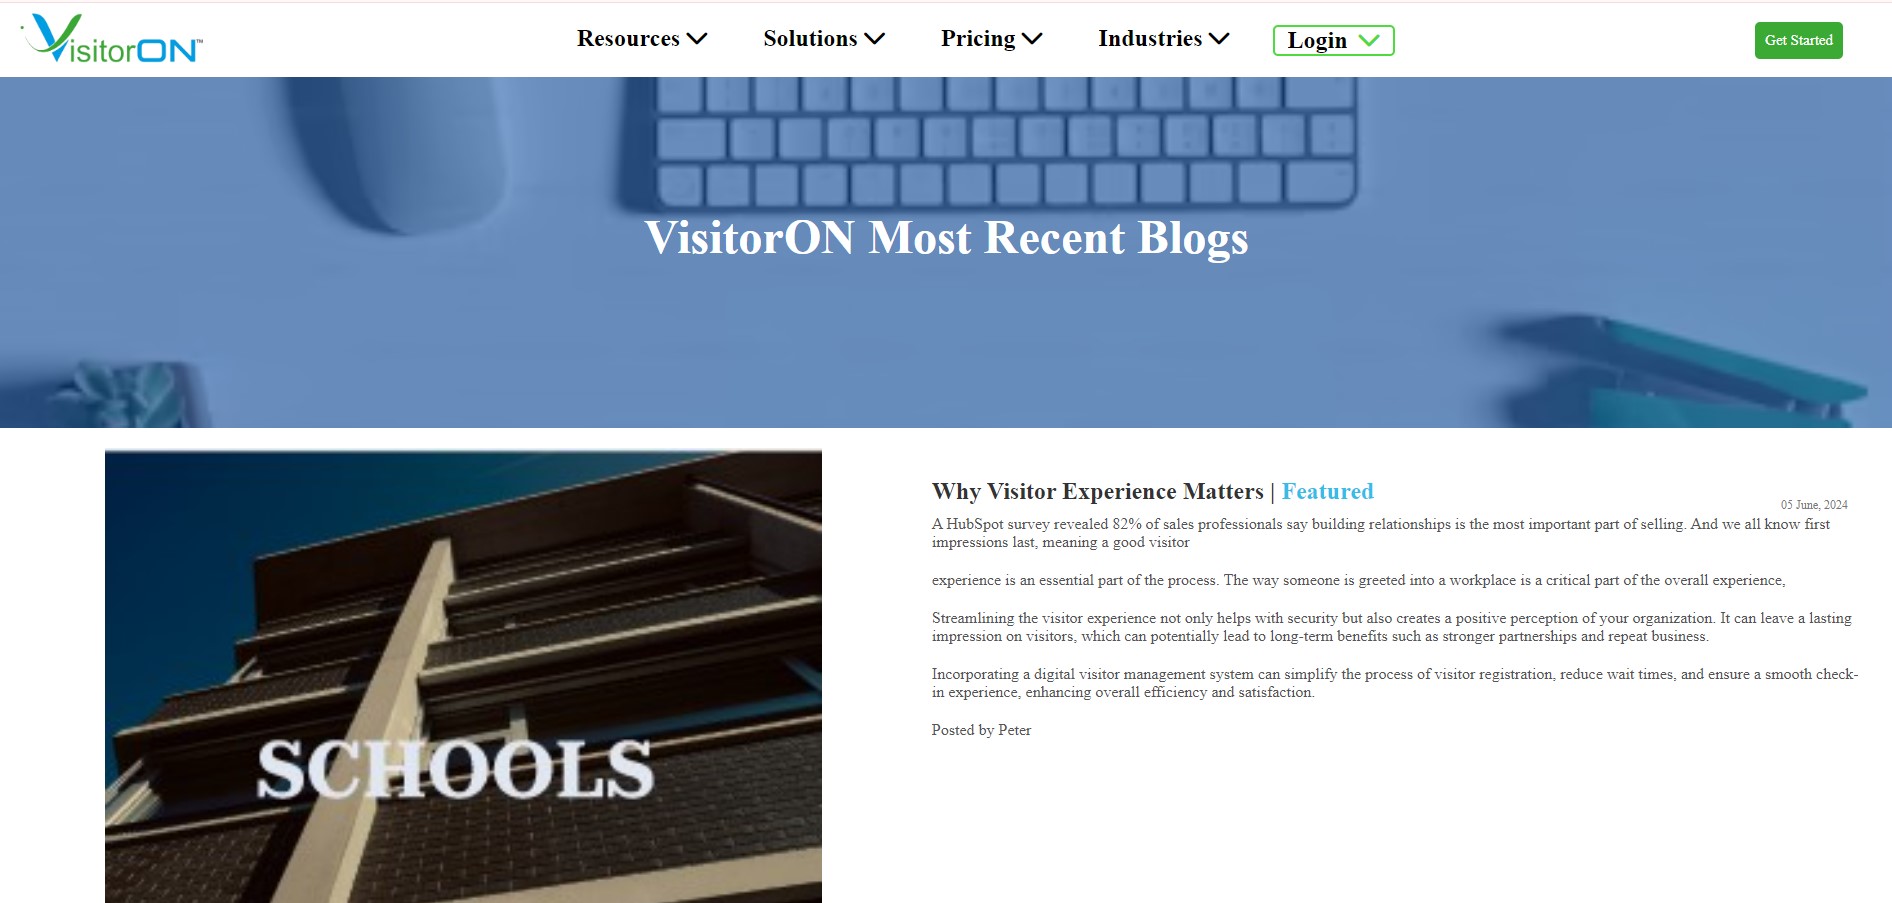 VisitorON™
Resources
Solutions
Pricing
Industries
Login
Get Started
VisitorON Most Recent Blogs
SCHOOLS
Why Visitor Experience Matters | Featured
05 June, 2024
A HubSpot survey revealed 82% of sales professionals say building relationships is the most important part of selling. And we all know first
impressions last, meaning a good visitor
experience is an essential part of the process. The way someone is greeted into a workplace is a critical part of the overall experience,
Streamlining the visitor experience not only helps with security but also creates a positive perception of your organization. It can leave a lasting
impression on visitors, which can potentially lead to long-term benefits such as stronger partnerships and repeat business.
Incorporating a digital visitor management system can simplify the process of visitor registration, reduce wait times, and ensure a smooth check-
in experience, enhancing overall efficiency and satisfaction.
Posted by Peter